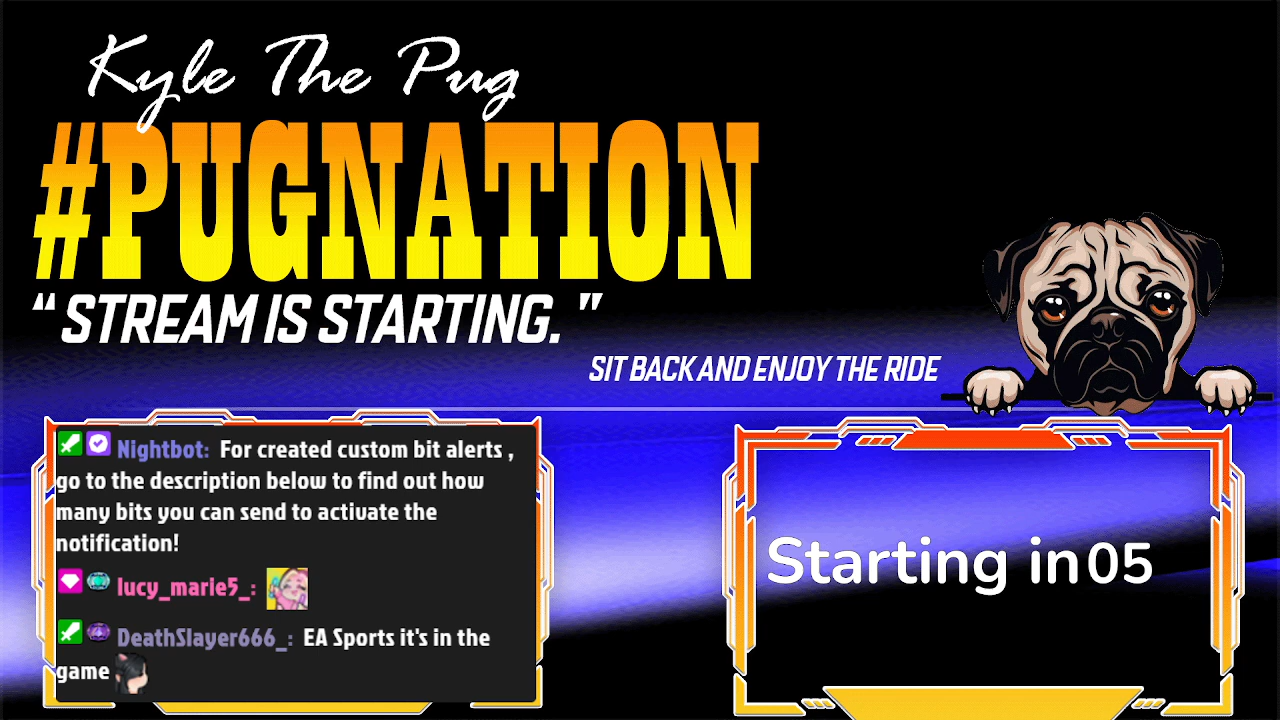 Kyle The Pug
#PUGNATION
“ STREAM IS STARTING. ”
SIT BACK AND ENJOY THE RIDE
Nightbot: For created custom bit alerts ,
go to the description below to find out how
many bits you can send to activate the
notification!
lucy_marie5_:
DeathSlayer666_: EA Sports it's in the
game
Starting in 05